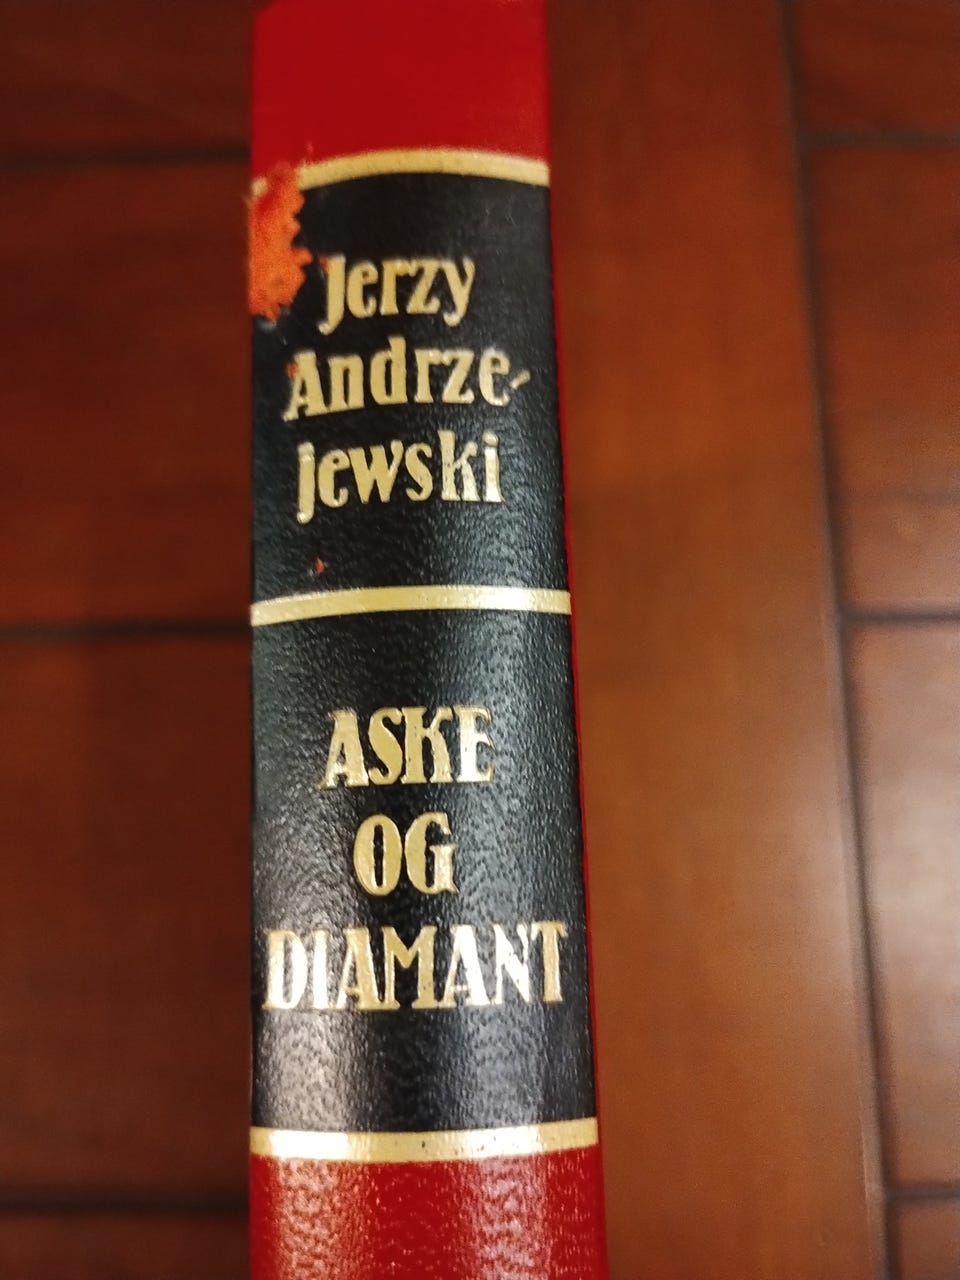 Jerzy
Andrze-
jewski
ASKE
OG
DIAMANT